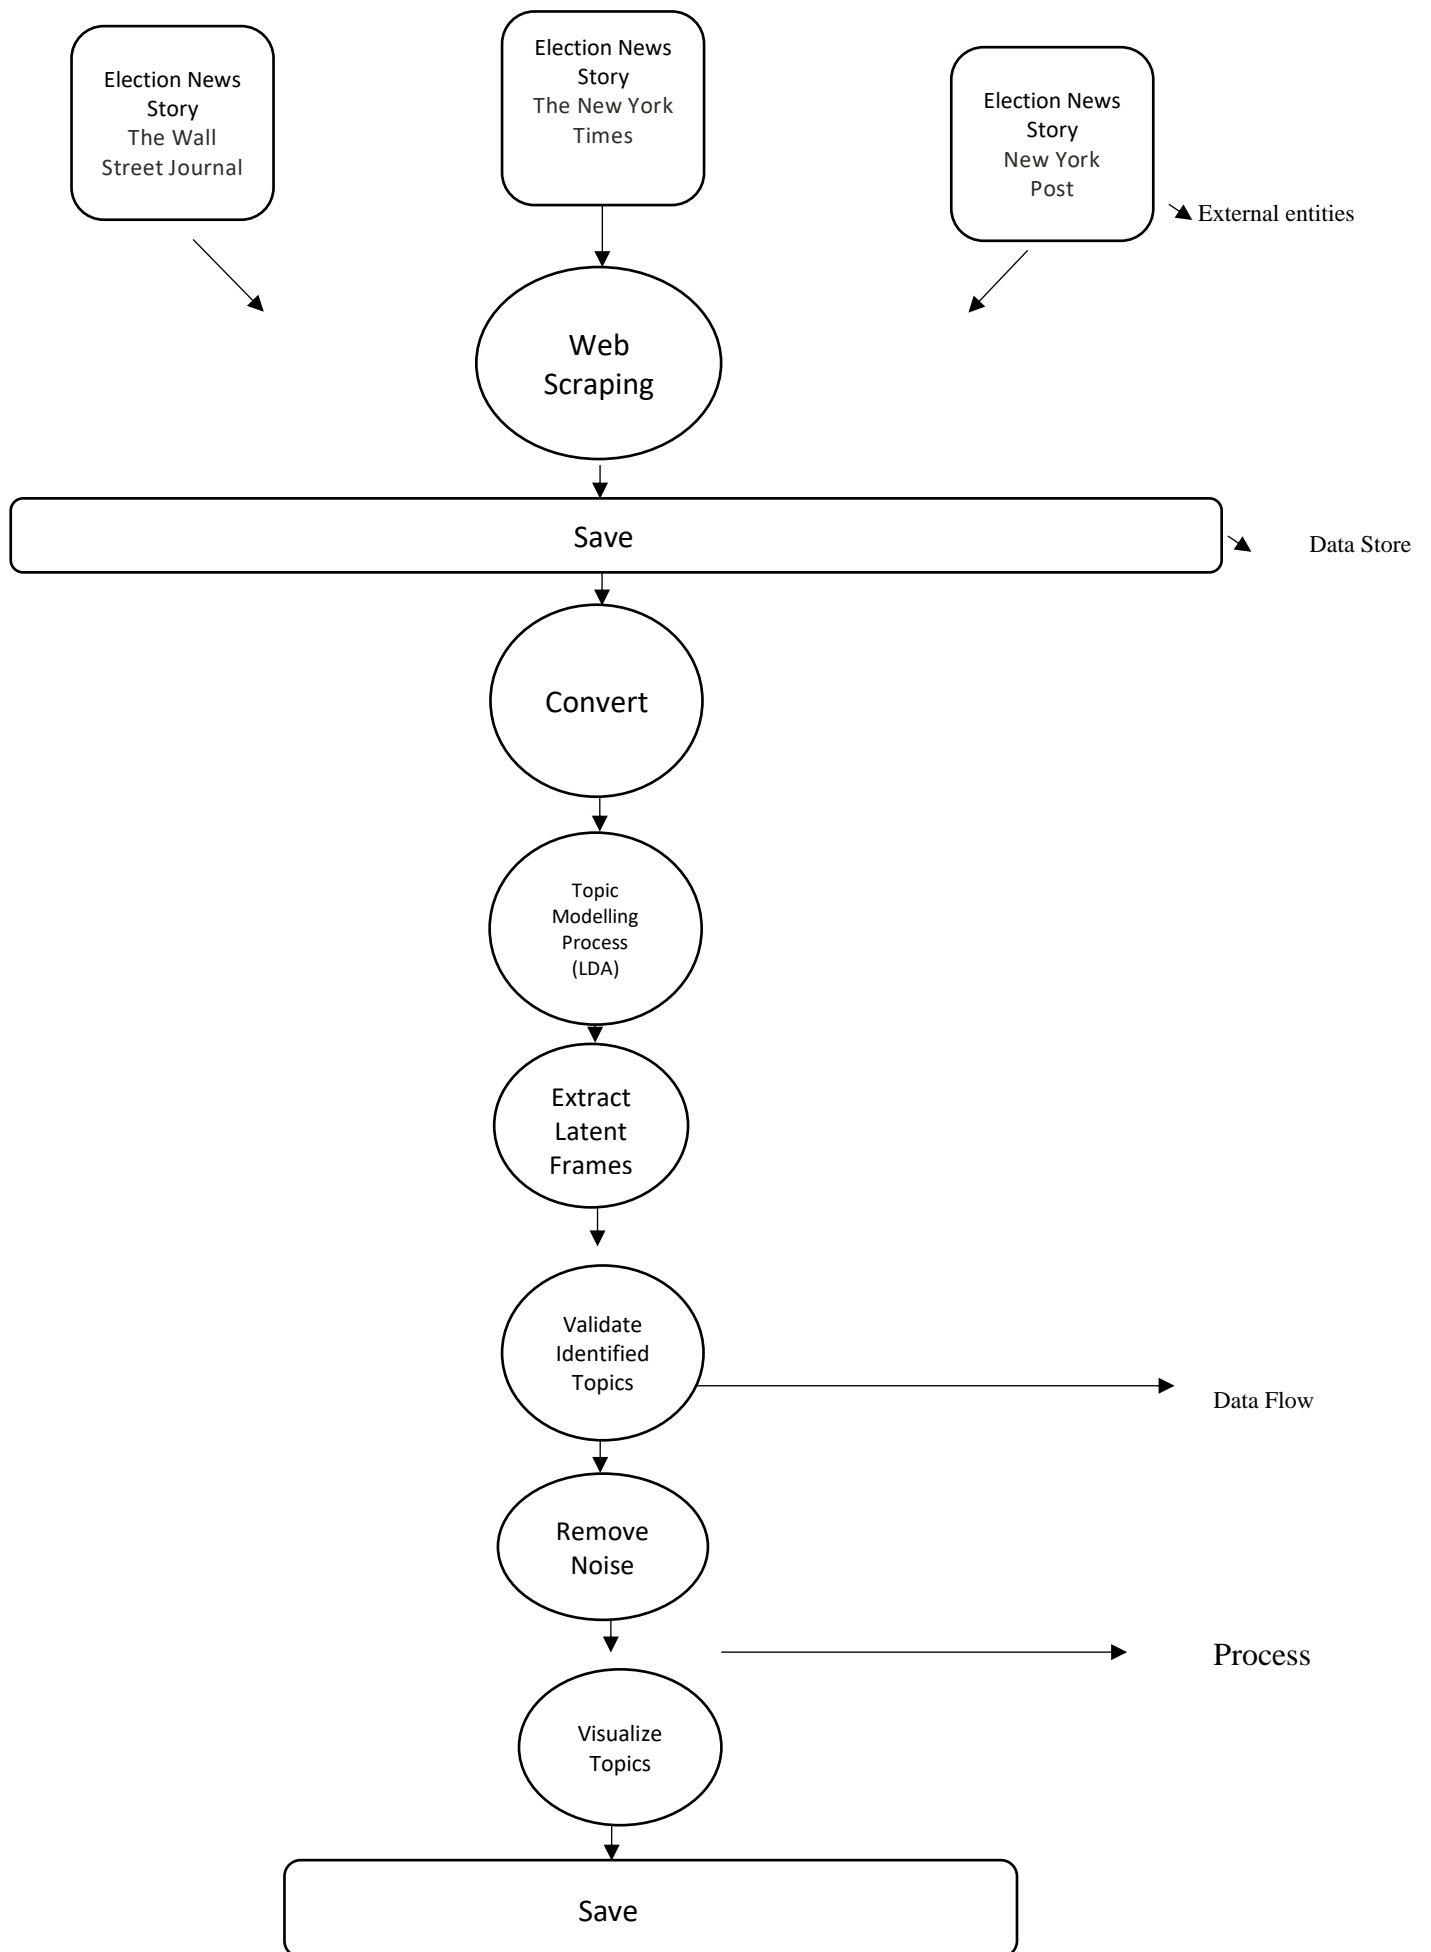 Election News
Story
The Wall
Street Journal
Election News
Story
The New York
Times
Election News
Story
New York
Post
External entities
Web
Scraping
Save
Data Store
Convert
Topic
Modelling
Process
(LDA)
Extract
Latent
Frames
Validate
Identified
Topics
Data Flow
Remove
Noise
Process
Visualize
Topics
Save